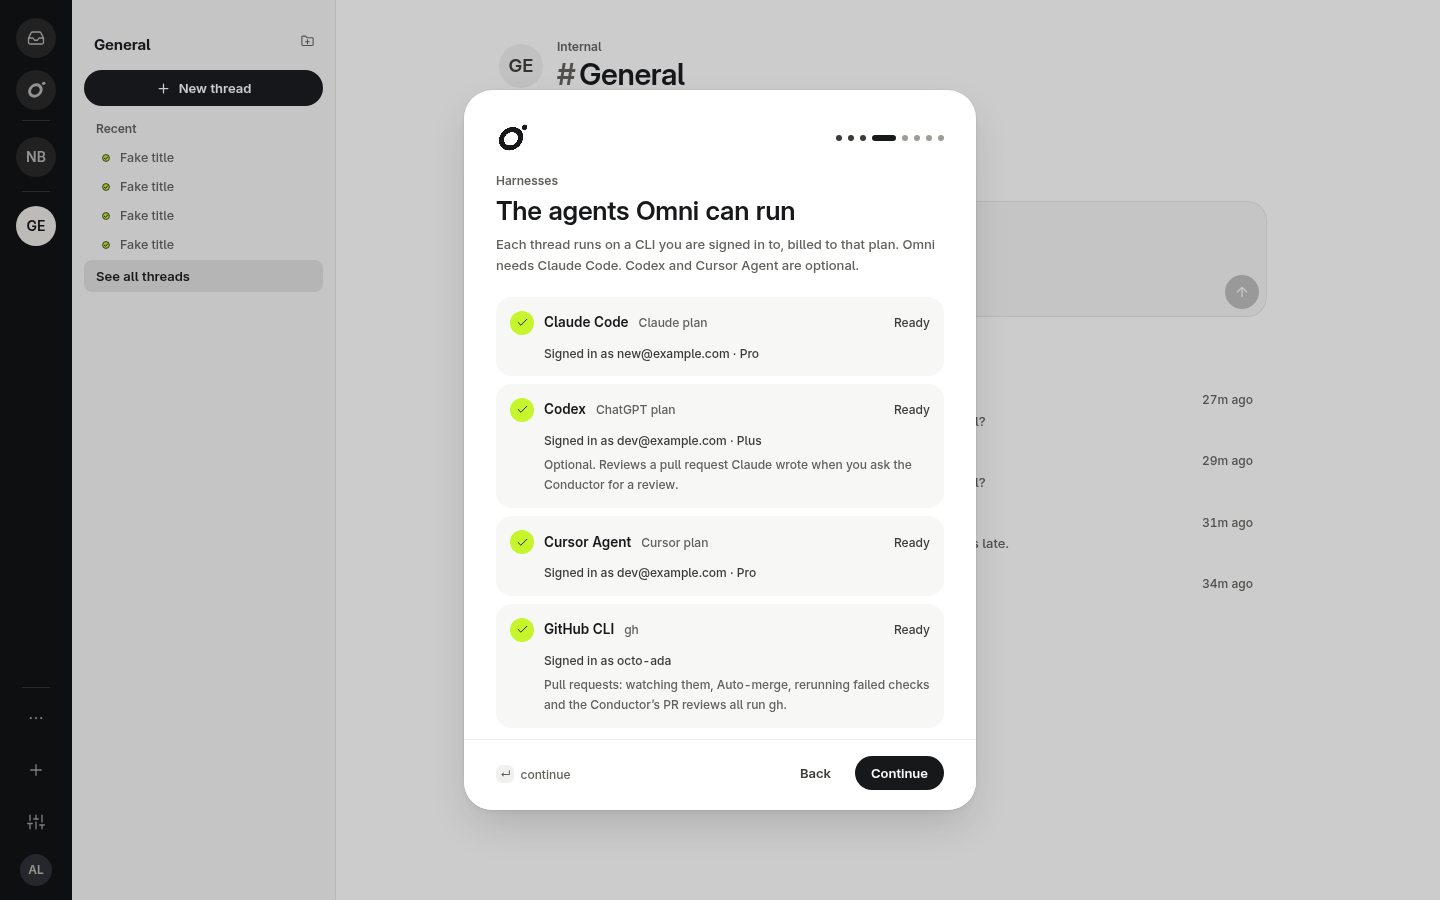 General
New thread
Recent
Fake title
Fake title
Fake title
Fake title
See all threads
NB
GE
AL
GE
Internal
# General
Harnesses
The agents Omni can run
Each thread runs on a CLI you are signed in to, billed to that plan. Omni
needs Claude Code. Codex and Cursor Agent are optional.
Claude Code Claude plan Ready
Signed in as new@example.com · Pro
Codex ChatGPT plan Ready
Signed in as dev@example.com · Plus
Optional. Reviews a pull request Claude wrote when you ask the
Conductor for a review.
Cursor Agent Cursor plan Ready
Signed in as dev@example.com · Pro
GitHub CLI gh Ready
Signed in as octo-ada
Pull requests: watching them, Auto-merge, rerunning failed checks
and the Conductor’s PR reviews all run gh.
continue
Back
Continue
27m ago
29m ago
31m ago
late.
34m ago